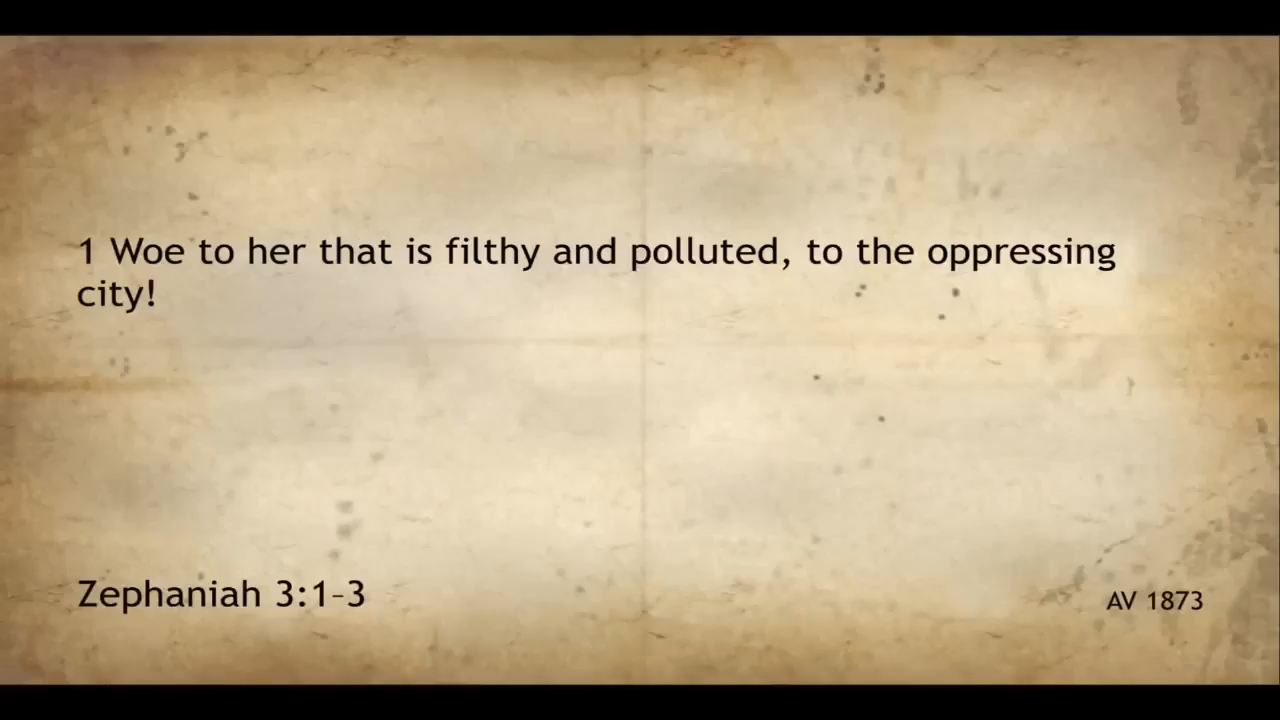 1 Woe to her that is filthy and polluted, to the oppressing
city!
Zephaniah 3:1–3
AV 1873